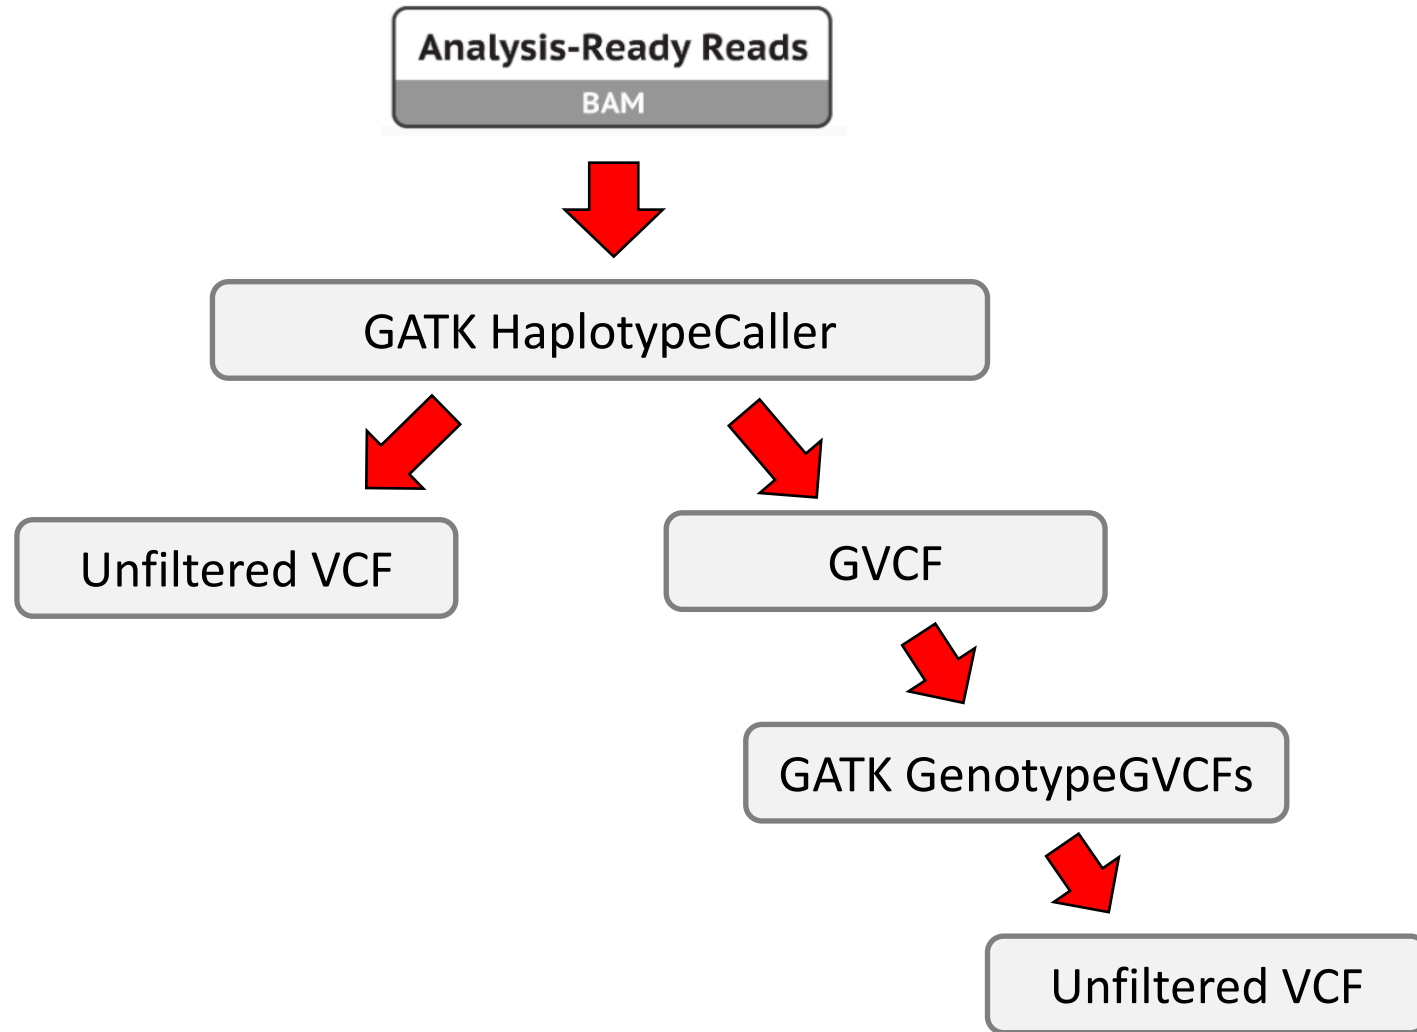 Analysis-Ready Reads
BAM
GATK HaplotypeCaller
Unfiltered VCF
GVCF
GATK GenotypeGVCFs
Unfiltered VCF